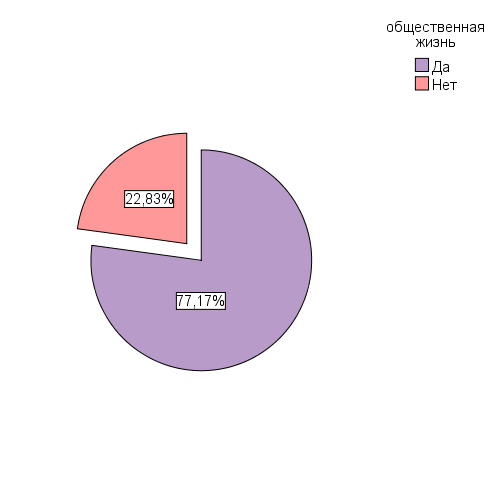 общественная
жизнь
Да
Нет
22,83%
77,17%